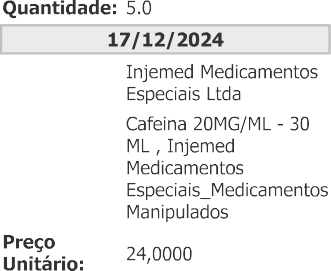 Quantidade: 5.0
17/12/2024
Injemed Medicamentos
Especiais Ltda
Cafeina 20MG/ML - 30
ML , Injemed
Medicamentos
Especiais_Medicamentos
Manipulados
Preço
Unitário: 24,0000